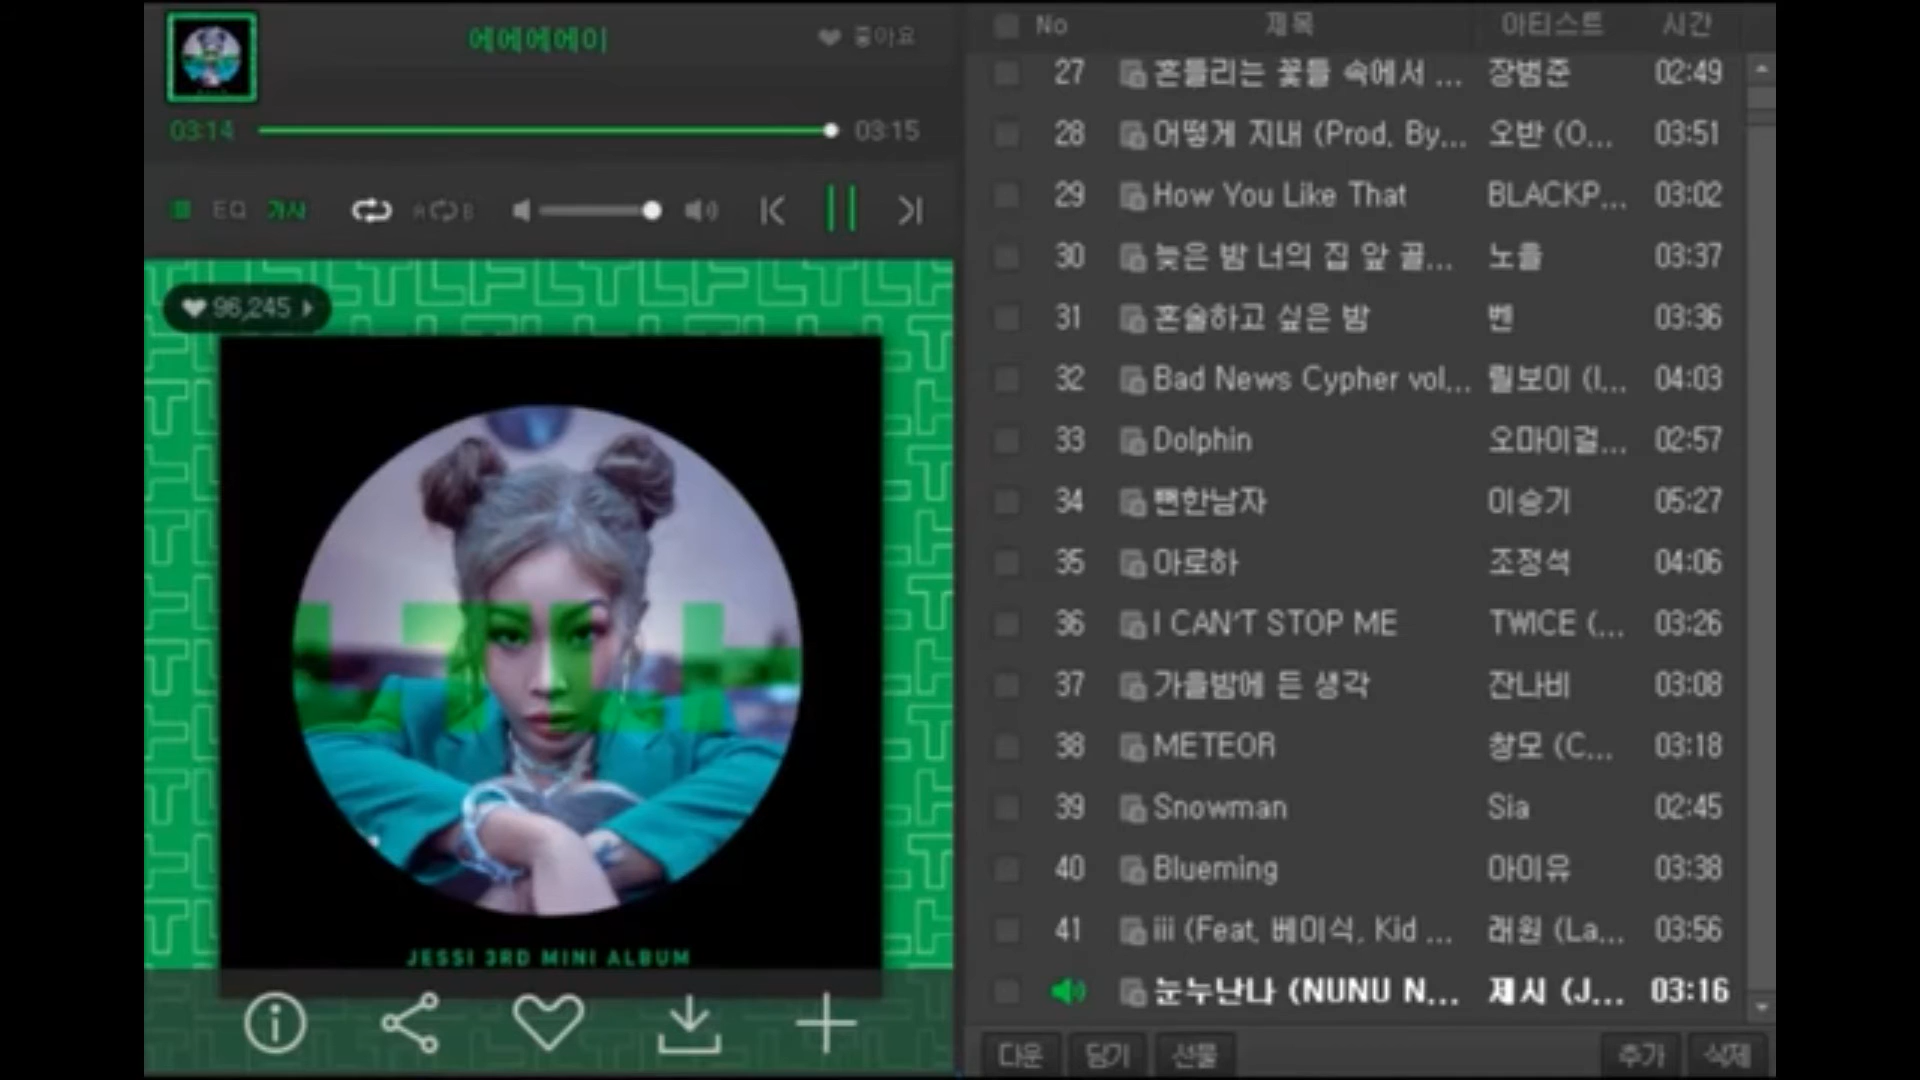 에에에에이
좋아요
03:14
03:15
EQ 가사
A B
96,245
JESSI 3RD MINI ALBUM
No 제목 아티스트 시간
27 흔들리는 꽃들 속에서 ... 장범준 02:49
28 어떻게 지내 (Prod. By... 오반 (O... 03:51
29 How You Like That BLACKP... 03:02
30 늦은 밤 너의 집 앞 골... 노을 03:37
31 혼술하고 싶은 밤 벤 03:36
32 Bad News Cypher vol... 릴보이 (l... 04:03
33 Dolphin 오마이걸... 02:57
34 뻔한남자 이승기 05:27
35 아로하 조정석 04:06
36 I CAN'T STOP ME TWICE (... 03:26
37 가을밤에 든 생각 잔나비 03:08
38 METEOR 창모 (C... 03:18
39 Snowman Sia 02:45
40 Blueming 아이유 03:38
41 iii (Feat. 베이식, Kid ... 래원 (La... 03:56
눈누난나 (NUNU N... 제시 (J... 03:16
다운 담기 선물 추가 삭제